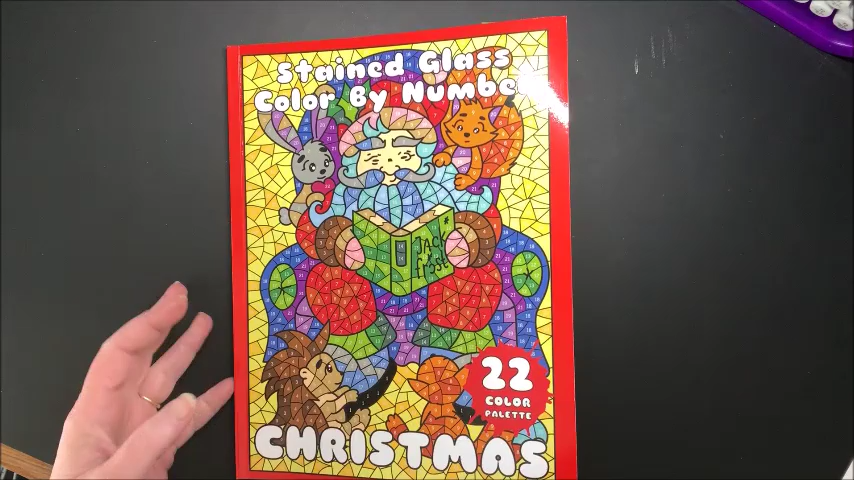 Stained Glass
Color By Number
JACK
frost
22
COLOR
PALETTE
CHRISTMAS